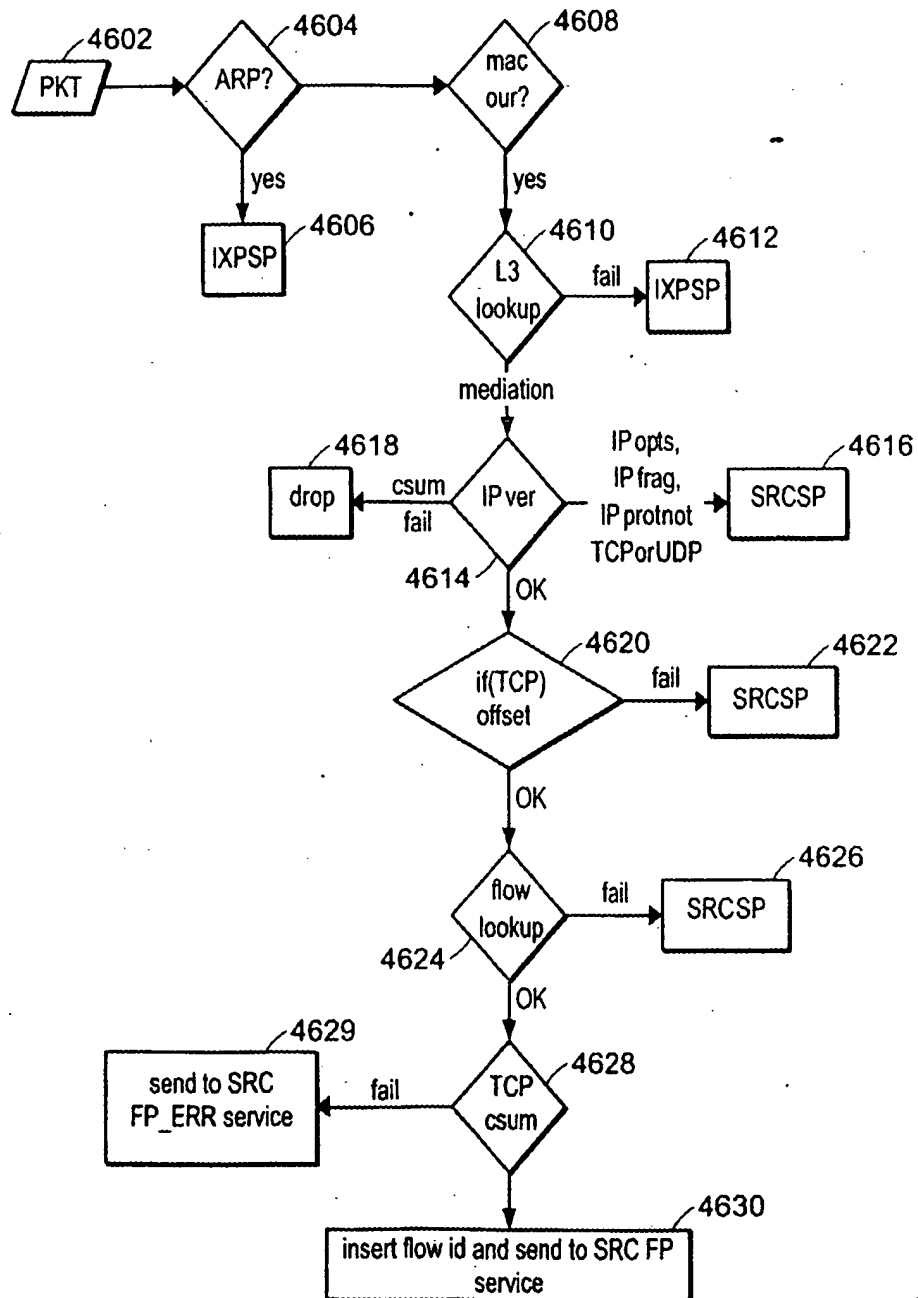 4602
4604
4608
PKT
ARP?
mac
our?
yes
yes
4606
IXPSP
4610
4612
L3
lookup
fail
IXPSP
mediation
4618
drop
csum
fail
IP ver
4614
IP opts,
IP frag,
IP protnot
TCPorUDP
4616
SRCSP
OK
4620
if(TCP)
offset
fail
4622
SRCSP
OK
flow
lookup
4624
fail
4626
SRCSP
OK
4629
send to SRC
FP_ERR service
fail
TCP
csum
4628
4630
insert flow id and send to SRC FP
service